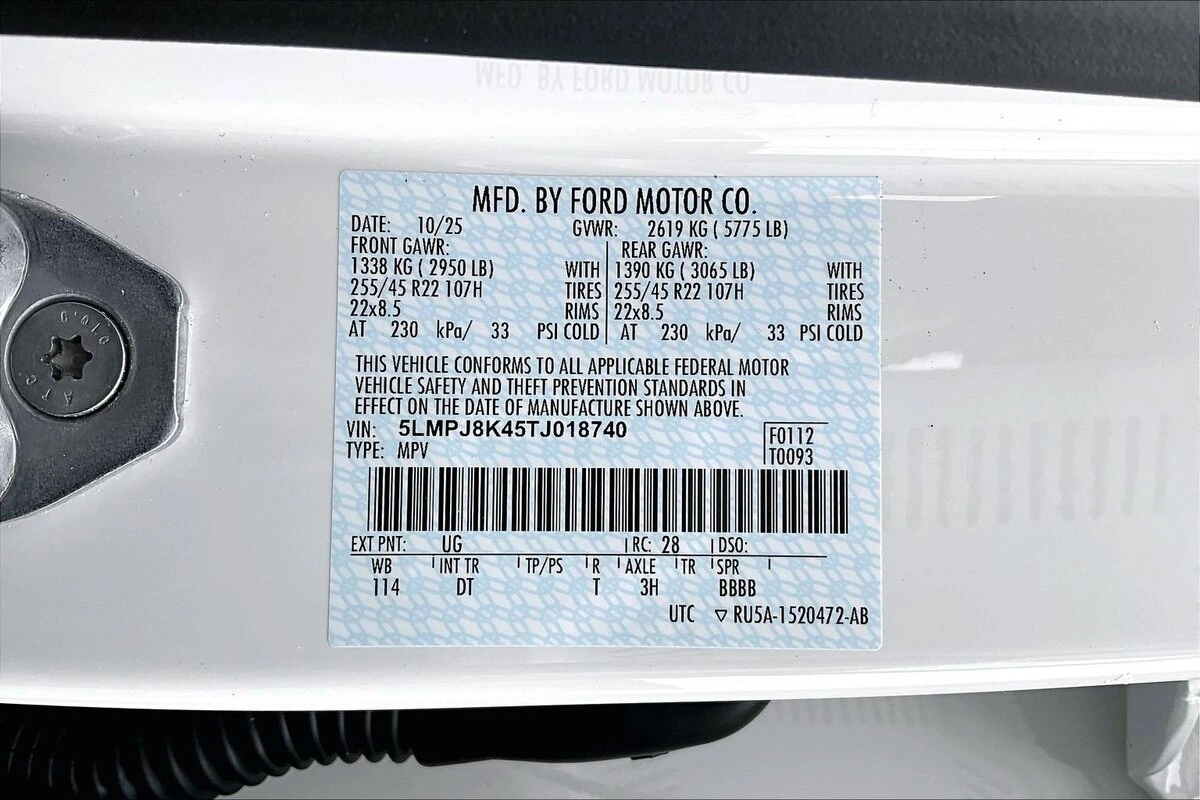 MFD. BY FORD MOTOR CO.
DATE: 10/25 GVWR: 2619 KG ( 5775 LB)
FRONT GAWR: REAR GAWR:
1338 KG ( 2950 LB) WITH 1390 KG ( 3065 LB) WITH
255/45 R22 107H TIRES 255/45 R22 107H TIRES
22x8.5 RIMS 22x8.5 RIMS
AT 230 kPa/ 33 PSI COLD AT 230 kPa/ 33 PSI COLD
THIS VEHICLE CONFORMS TO ALL APPLICABLE FEDERAL MOTOR
VEHICLE SAFETY AND THEFT PREVENTION STANDARDS IN
EFFECT ON THE DATE OF MANUFACTURE SHOWN ABOVE.
VIN: 5LMPJ8K45TJ018740 F0112
TYPE: MPV T0093
EXT PNT: UG RC: 28 DSO:
WB INT TR TP/PS R AXLE TR SPR
114 DT T 3H BBBB
UTC ▽ RU5A-1520472-AB
ATC
010.9